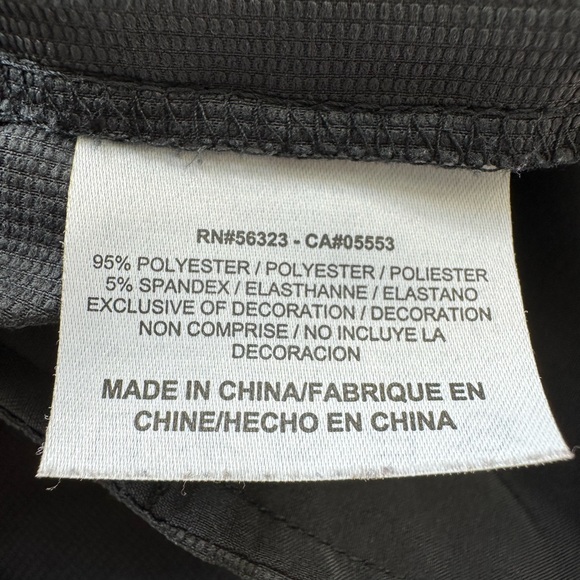 RN#56323 - CA#05553
95% POLYESTER / POLYESTER / POLIESTER
5% SPANDEX / ELASTHANNE / ELASTANO
EXCLUSIVE OF DECORATION / DECORATION
NON COMPRISE / NO INCLUYE LA
DECORACION
MADE IN CHINA/FABRIQUE EN
CHINE/HECHO EN CHINA